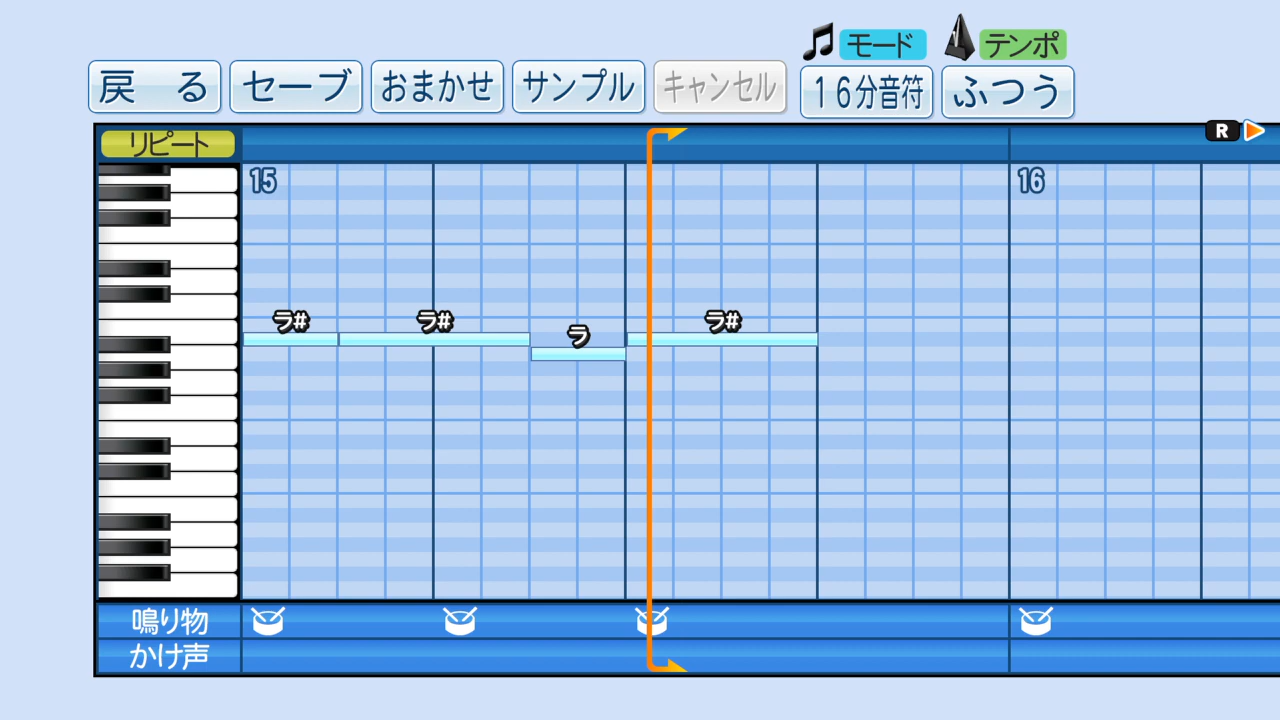 モード テンポ
戻る セーブ おまかせ サンプル キャンセル 16分音符 ふつう
リピート R
15 16
ラ# ラ# ラ ラ#
鳴り物
かけ声